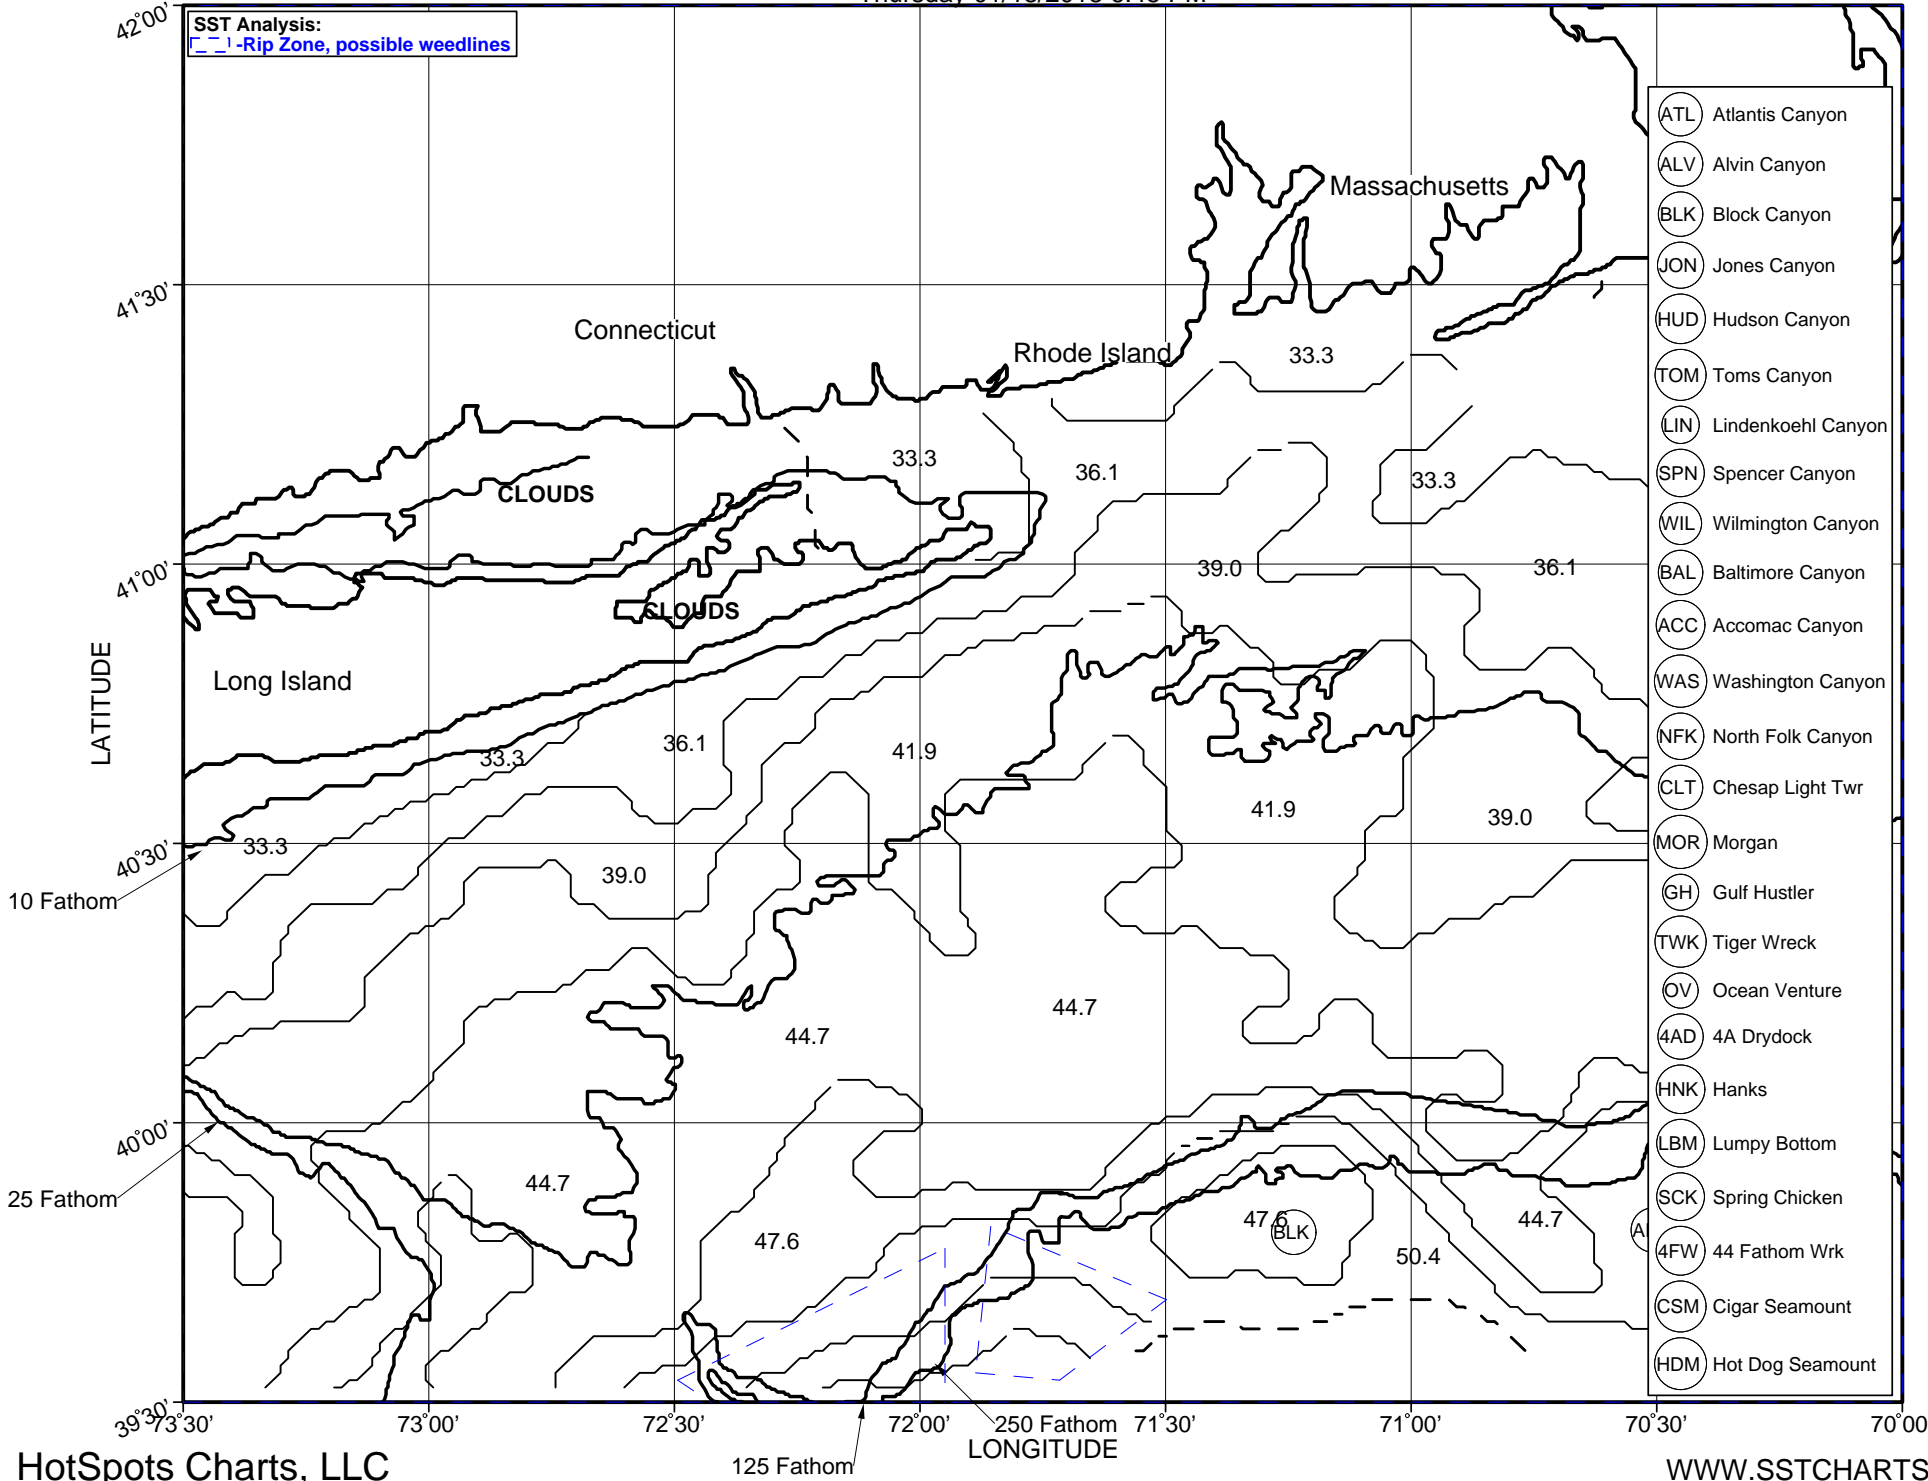 42°00'
SST Analysis:
-Rip Zone, possible weedlines
ATL Atlantis Canyon
ALV Alvin Canyon
Massachusetts
BLK Block Canyon
JON Jones Canyon
41°30'
HUD Hudson Canyon
Connecticut
Rhode Island
33.3
TOM Toms Canyon
LIN Lindenkoehl Canyon
33.3
36.1
33.3
SPN Spencer Canyon
CLOUDS
WIL Wilmington Canyon
41°00'
39.0
36.1
BAL Baltimore Canyon
CLOUDS
ACC Accomac Canyon
LATITUDE
Long Island
WAS Washington Canyon
33.3
36.1
41.9
NFK North Folk Canyon
CLT Chesap Light Twr
41.9
39.0
40°30'
33.3
MOR Morgan
39.0
GH Gulf Hustler
10 Fathom
TWK Tiger Wreck
OV Ocean Venture
44.7
44.7
4AD 4A Drydock
HNK Hanks
40°00'
LBM Lumpy Bottom
25 Fathom
44.7
SCK Spring Chicken
47.6
47.6
BLK
44.7
50.4
4FW 44 Fathom Wrk
CSM Cigar Seamount
HDM Hot Dog Seamount
39°30'
73°30'
73°00'
72°30'
72°00'
250 Fathom
71°30'
71°00'
70°30'
70°00'
LONGITUDE
125 Fathom
HotSpots Charts, LLC
WWW.SSTCHARTS